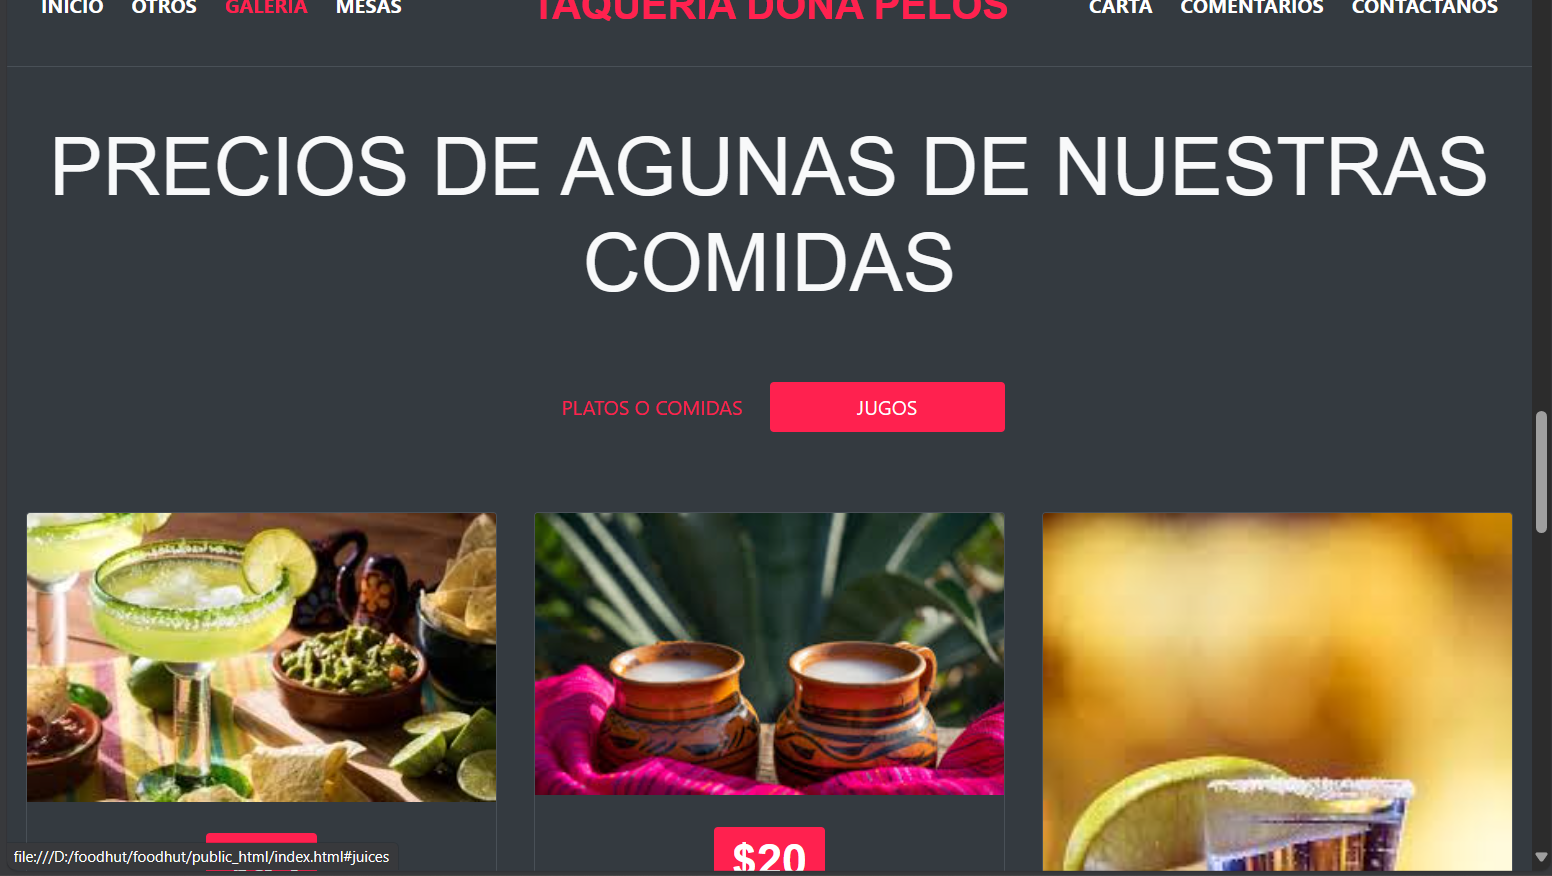 INICIO OTROS GALERIA MESAS TAQUERIA DOÑA PELOS CARTA COMENTARIOS CONTACTANOS
PRECIOS DE AGUNAS DE NUESTRAS
COMIDAS
PLATOS O COMIDAS JUGOS
$20
file:///D:/foodhut/foodhut/public_html/index.html#juices